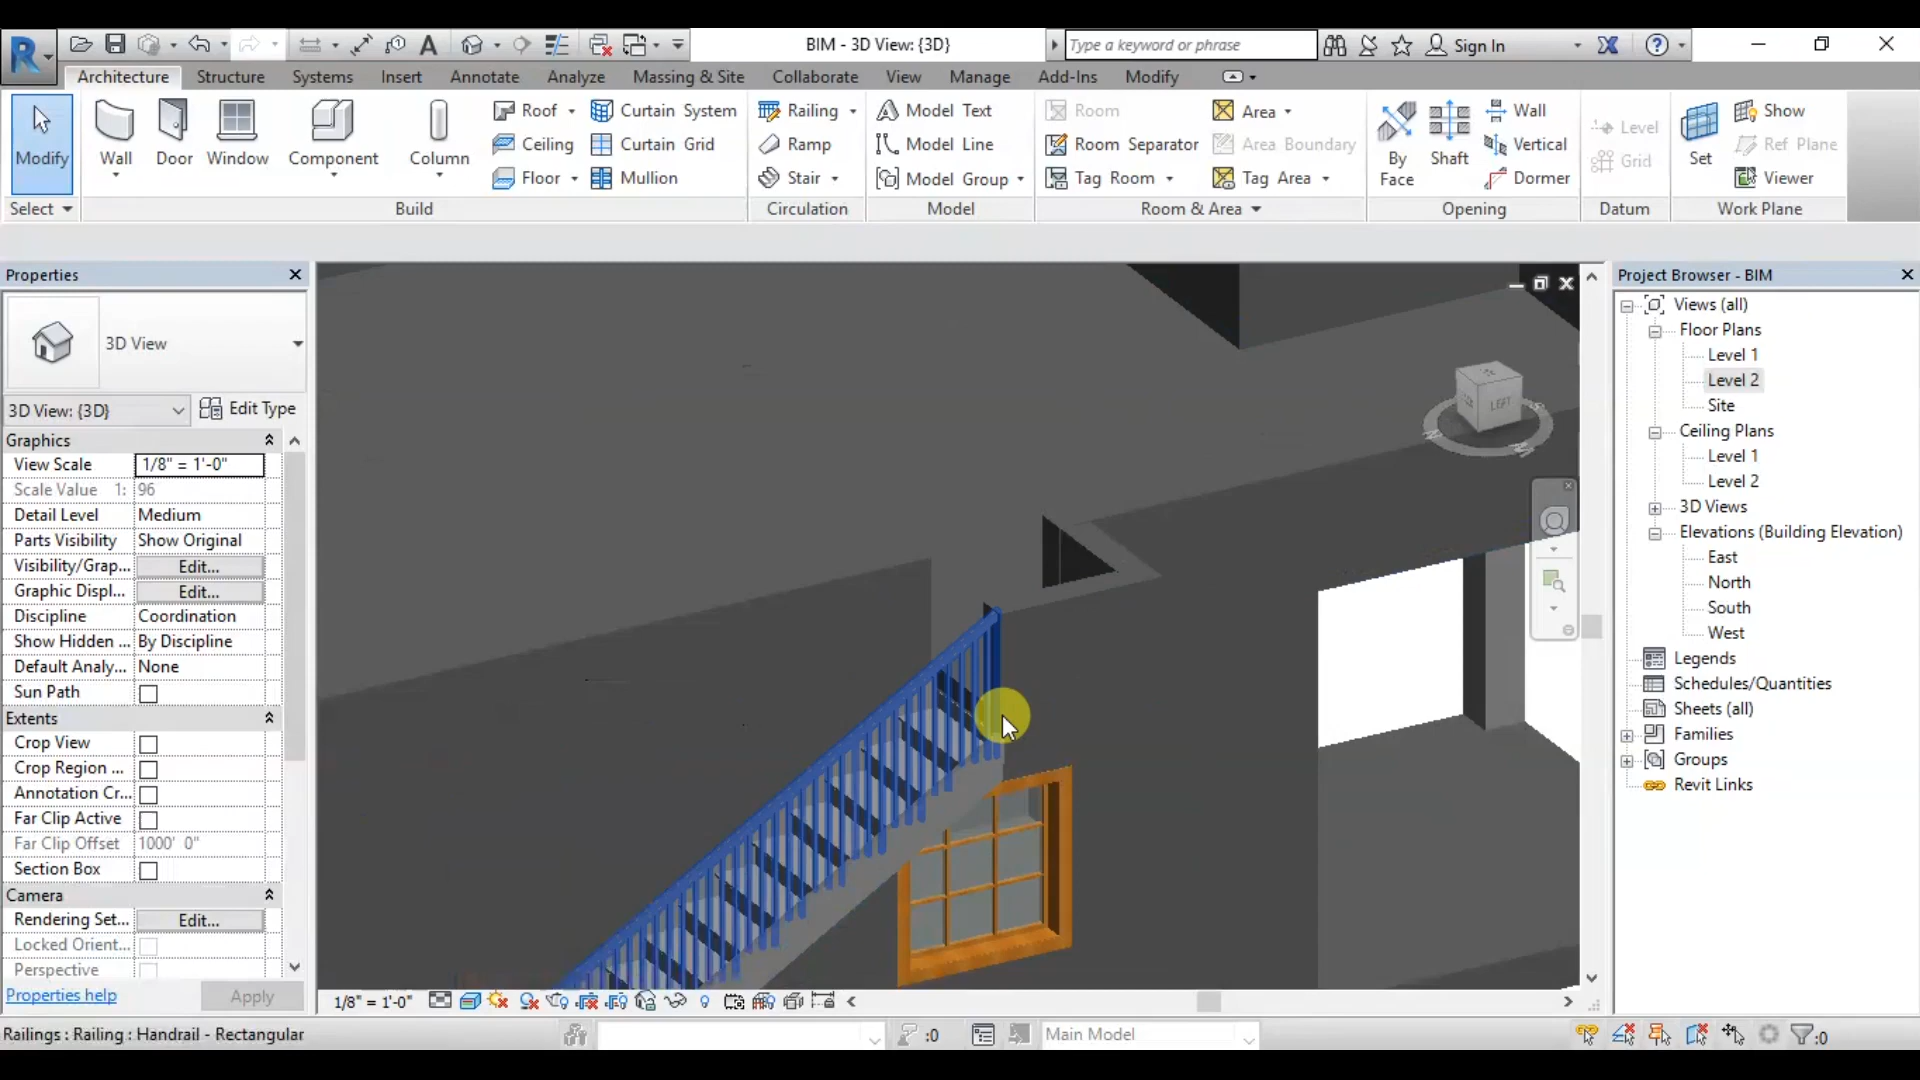 BIM - 3D View: {3D}
Type a keyword or phrase
Sign In
Architecture Structure Systems Insert Annotate Analyze Massing & Site Collaborate View Manage Add-Ins Modify
Modify
Select
Wall
Door
Window
Component
Column
Roof
Ceiling
Floor
Curtain System
Curtain Grid
Mullion
Build
Railing
Ramp
Stair
Circulation
Model Text
Model Line
Model Group
Model
Room
Room Separator
Tag Room
Area
Area Boundary
Tag Area
Room & Area
By Face
Shaft
Wall
Vertical
Dormer
Opening
Level
Grid
Datum
Set
Show
Ref Plane
Viewer
Work Plane
Properties
3D View
3D View: {3D}
Edit Type
Graphics
View Scale 1/8" = 1'-0"
Scale Value 1: 96
Detail Level Medium
Parts Visibility Show Original
Visibility/Grap... Edit...
Graphic Displ... Edit...
Discipline Coordination
Show Hidden ... By Discipline
Default Analy... None
Sun Path
Extents
Crop View
Crop Region ...
Annotation Cr...
Far Clip Active
Far Clip Offset 1000' 0"
Section Box
Camera
Rendering Set... Edit...
Locked Orient...
Perspective
Properties help
Apply
LEFT
1/8" = 1'-0"
Railings : Railing : Handrail - Rectangular
:0
Main Model
:0
Project Browser - BIM
Views (all)
Floor Plans
Level 1
Level 2
Site
Ceiling Plans
Level 1
Level 2
3D Views
Elevations (Building Elevation)
East
North
South
West
Legends
Schedules/Quantities
Sheets (all)
Families
Groups
Revit Links